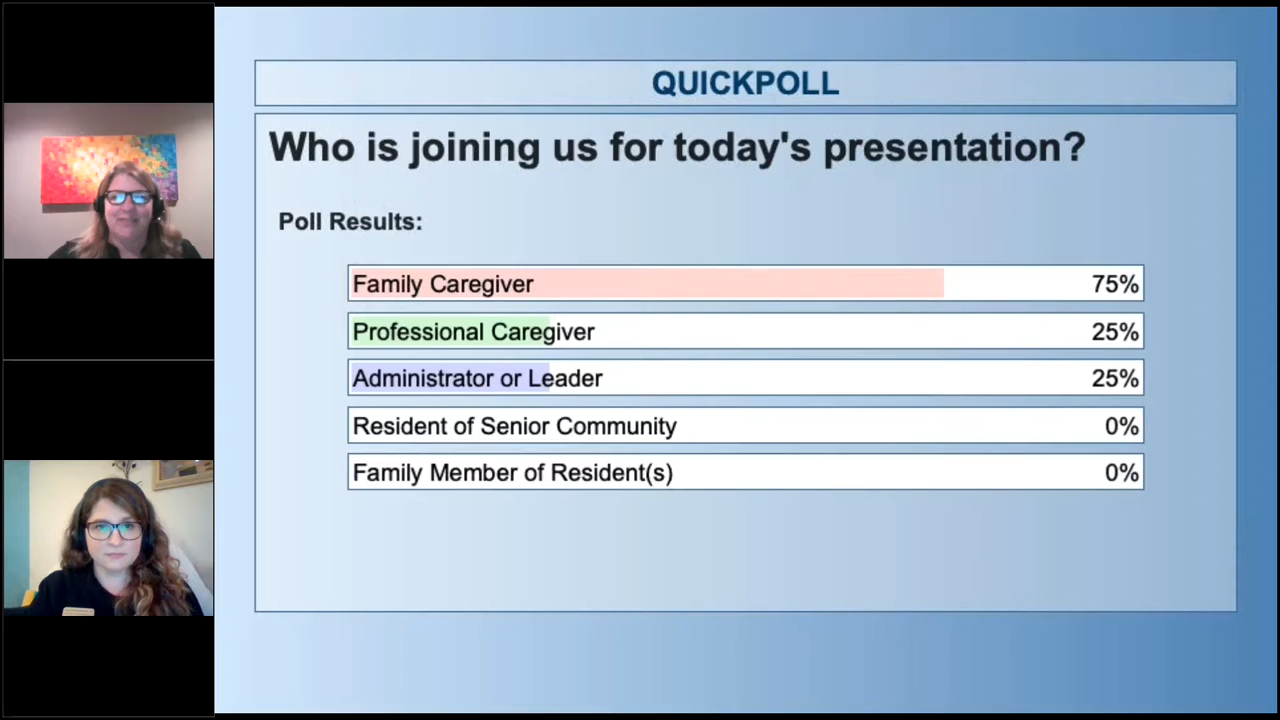 QUICKPOLL
Who is joining us for today's presentation?
Poll Results:
Family Caregiver 75%
Professional Caregiver 25%
Administrator or Leader 25%
Resident of Senior Community 0%
Family Member of Resident(s) 0%